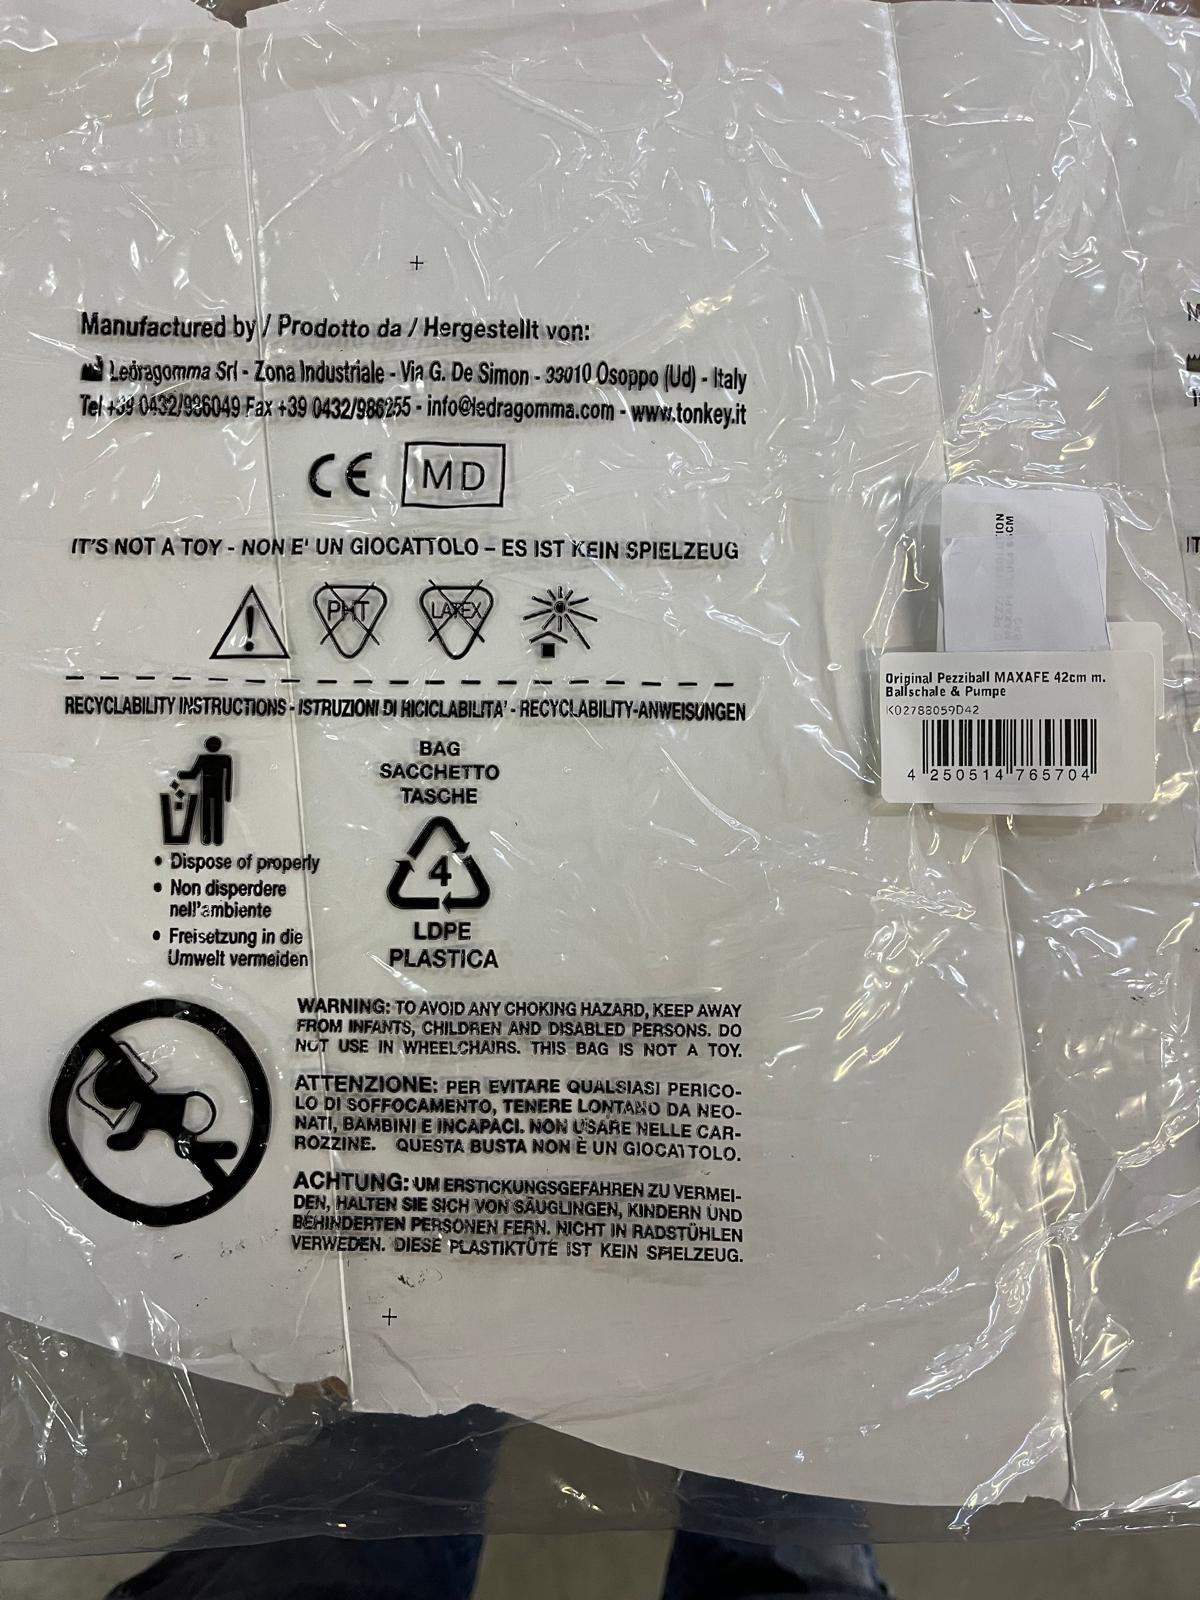 Manufactured by / Prodotto da / Hergestellt von:
Ledragomma Srl - Zona Industriale - Via G. De Simon - 33010 Osoppo (Ud) - Italy
Tel +39 0432/986049 Fax +39 0432/986255 - info@ledragomma.com - www.tonkey.it
CE MD
IT'S NOT A TOY - NON E' UN GIOCATTOLO – ES IST KEIN SPIELZEUG
PHT LATEX
RECYCLABILITY INSTRUCTIONS - ISTRUZIONI DI RICICLABILITA' - RECYCLABILITY-ANWEISUNGEN
BAG
SACCHETTO
TASCHE
• Dispose of properly
• Non disperdere
nell'ambiente
• Freisetzung in die
Umwelt vermeiden
4
LDPE
PLASTICA
WARNING: TO AVOID ANY CHOKING HAZARD, KEEP AWAY
FROM INFANTS, CHILDREN AND DISABLED PERSONS. DO
NOT USE IN WHEELCHAIRS. THIS BAG IS NOT A TOY.
ATTENZIONE: PER EVITARE QUALSIASI PERICO-
LO DI SOFFOCAMENTO, TENERE LONTANO DA NEO-
NATI, BAMBINI E INCAPACI. NON USARE NELLE CAR-
ROZZINE. QUESTA BUSTA NON È UN GIOCATTOLO.
ACHTUNG: UM ERSTICKUNGSGEFAHREN ZU VERMEI-
DEN, HALTEN SIE SICH VON SÄUGLINGEN, KINDERN UND
BEHINDERTEN PERSONEN FERN. NICHT IN RADSTÜHLEN
VERWEDEN. DIESE PLASTIKTÜTE IST KEIN SPIELZEUG.
Original Pezziball MAXAFE 42cm m.
Ballschale & Pumpe
K02788059D42
4 250514 765704